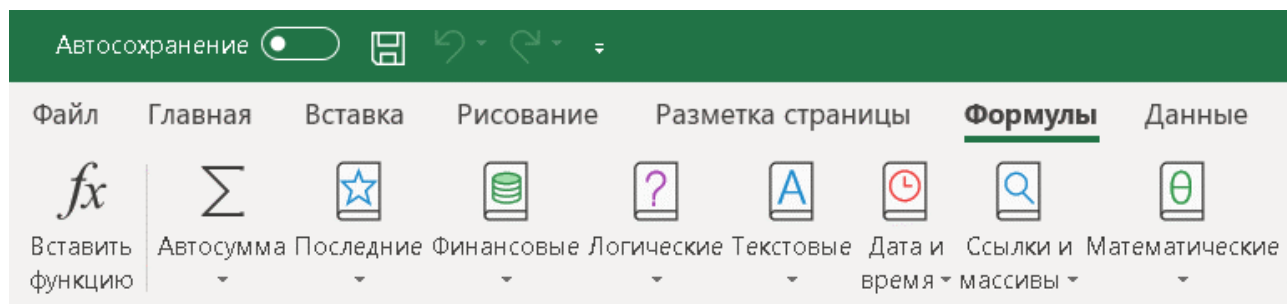 Автосохранение
Файл Главная Вставка Рисование Разметка страницы Формулы Данные
fx Σ ? A θ
Вставить Автосумма Последние Финансовые Логические Текстовые Дата и Ссылки и Математические
функцию время массивы